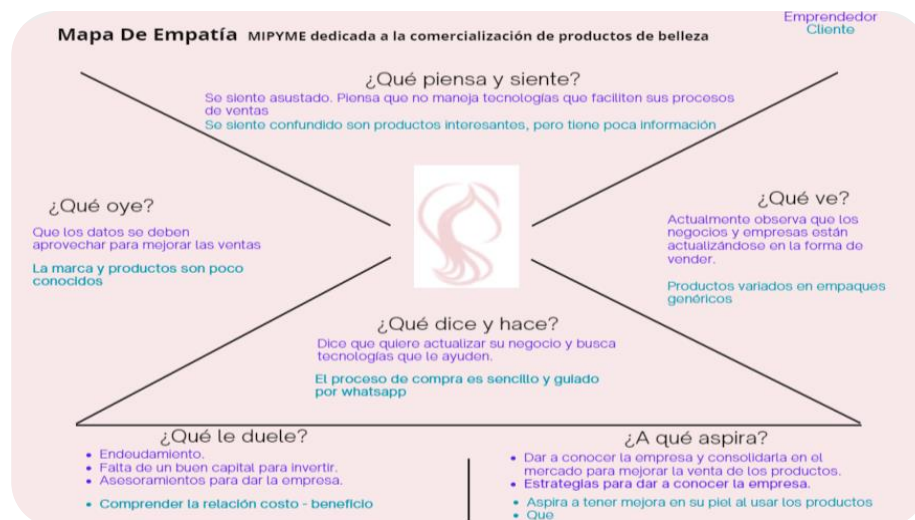 Emprendedor
Cliente
Mapa De Empatía MIPYME dedicada a la comercialización de productos de belleza
¿Qué piensa y siente?
Se siente asustado. Piensa que no maneja tecnologías que faciliten sus procesos
de ventas
Se siente confundido son productos interesantes, pero tiene poca información
¿Qué oye?
Que los datos se deben
aprovechar para mejorar las ventas
La marca y productos son poco
conocidos
¿Qué ve?
Actualmente observa que los
negocios y empresas están
actualizándose en la forma de
vender.
Productos variados en empaques
genéricos
¿Qué dice y hace?
Dice que quiere actualizar su negocio y busca
tecnologías que le ayuden.
El proceso de compra es sencillo y guiado
por whatsapp
¿Qué le duele?
• Endeudamiento.
• Falta de un buen capital para invertir.
• Asesoramientos para dar la empresa.
• Comprender la relación costo - beneficio
¿A qué aspira?
• Dar a conocer la empresa y consolidarla en el
mercado para mejorar la venta de los productos.
• Estrategias para dar a conocer la empresa.
• Aspira a tener mejora en su piel al usar los productos
• Que